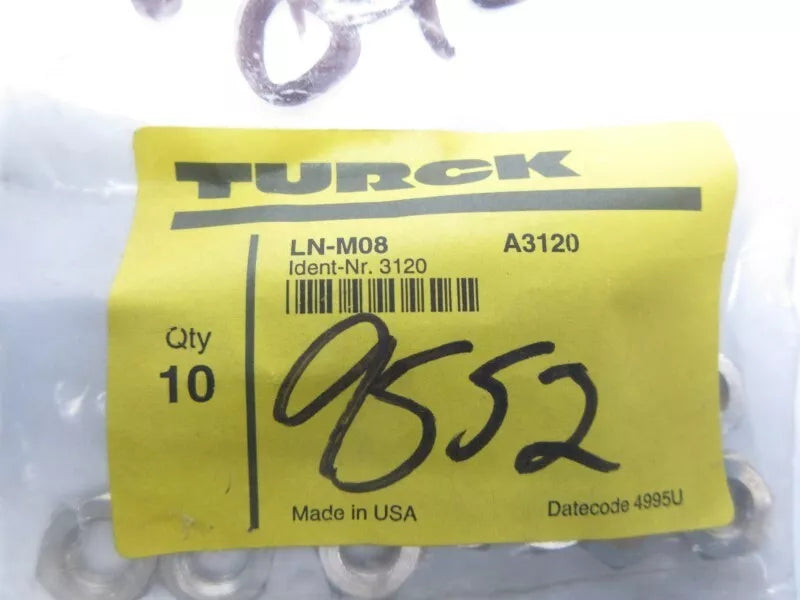 TURCK
LN-M08 A3120
Ident-Nr. 3120
Qty
10
9552
Made in USA Datecode 4995U